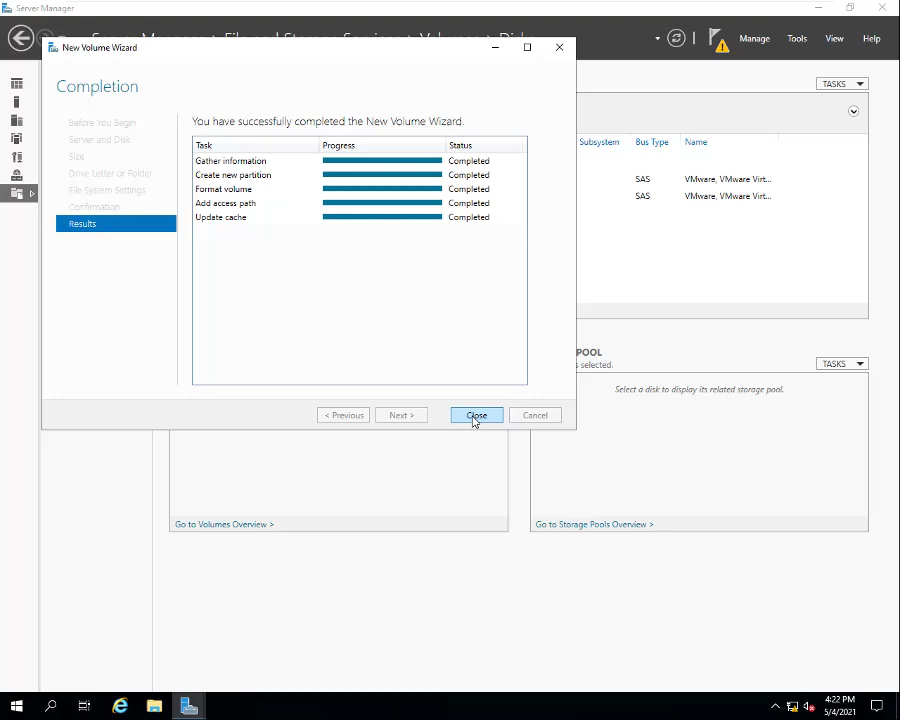 Server Manager
Manage Tools View Help
New Volume Wizard
Completion
TASKS
Before You Begin
Server and Disk
Size
Drive Letter or Folder
File System Settings
Confirmation
Results
You have successfully completed the New Volume Wizard.
Task Progress Status
Gather information Completed
Create new partition Completed
Format volume Completed
Add access path Completed
Update cache Completed
Subsystem Bus Type Name
SAS VMware, VMware Virt...
SAS VMware, VMware Virt...
< Previous Next > Close Cancel
POOL
s selected.
TASKS
Select a disk to display its related storage pool.
Go to Volumes Overview >
Go to Storage Pools Overview >
4:22 PM
5/4/2021